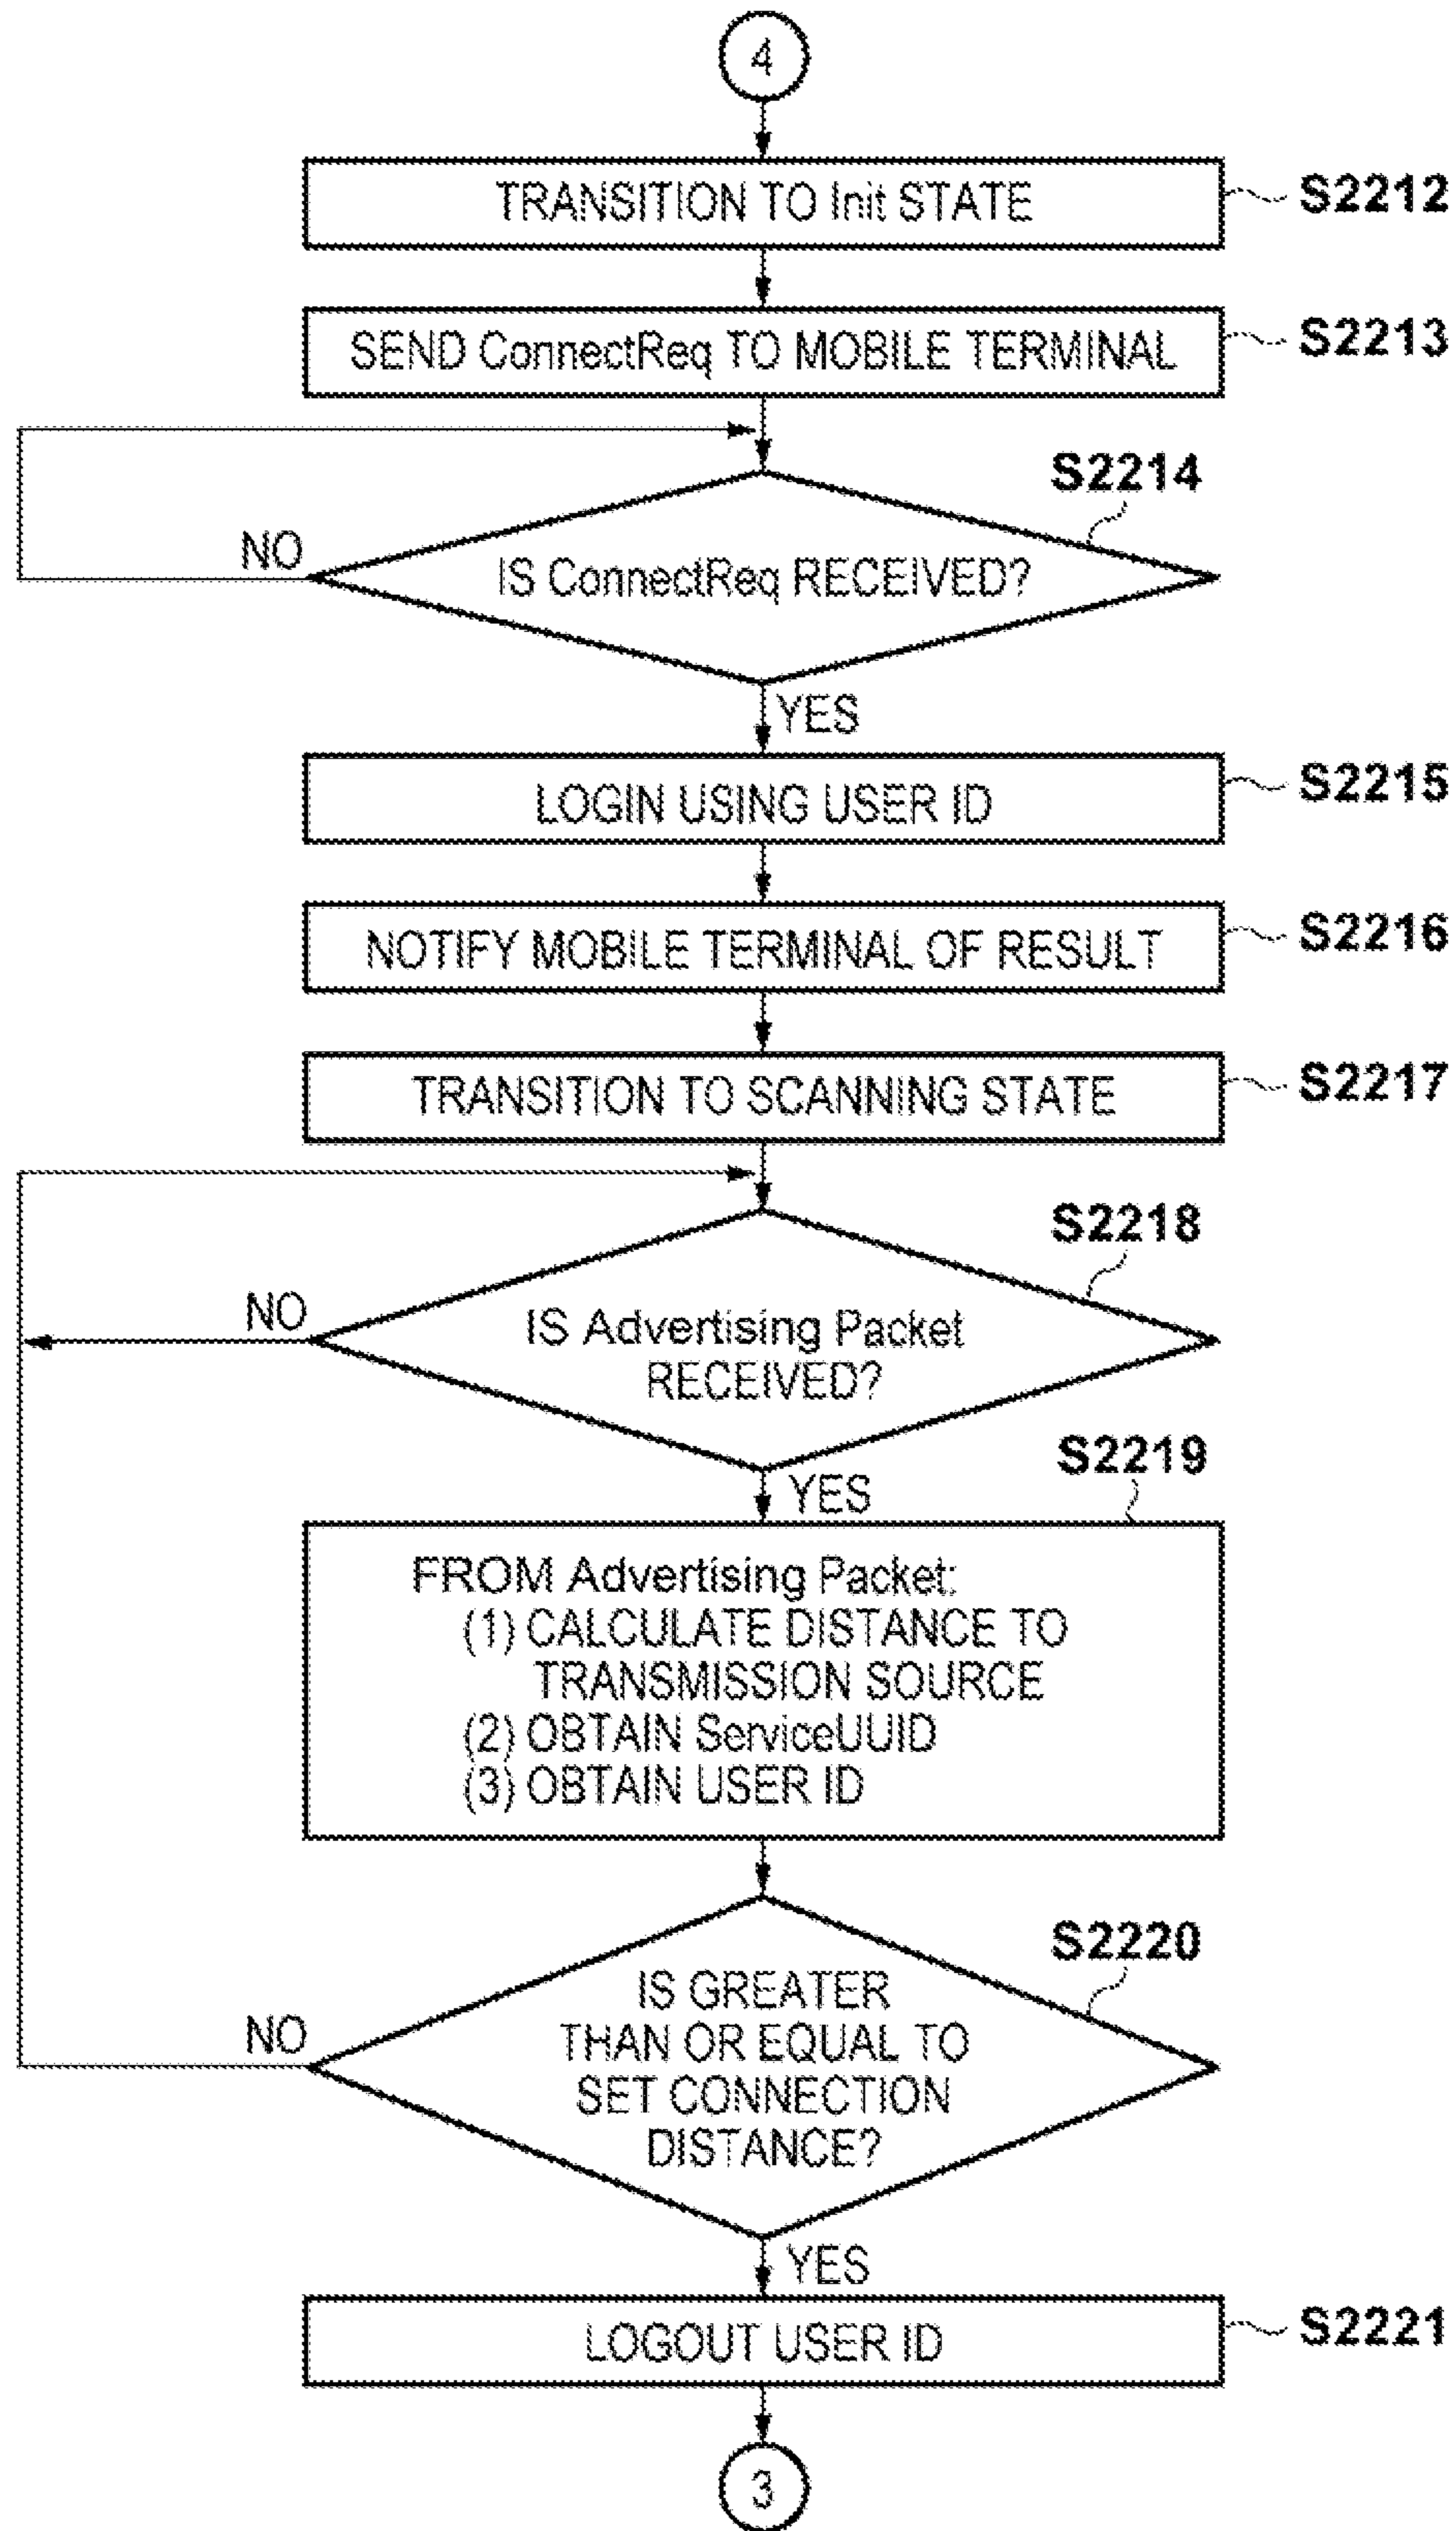 4
TRANSITION TO Init STATE
S2212
SEND ConnectReq TO MOBILE TERMINAL
S2213
S2214
NO
IS ConnectReq RECEIVED?
YES
LOGIN USING USER ID
S2215
NOTIFY MOBILE TERMINAL OF RESULT
S2216
TRANSITION TO SCANNING STATE
S2217
S2218
NO
IS Advertising Packet
RECEIVED?
YES
S2219
FROM Advertising Packet:
(1) CALCULATE DISTANCE TO
TRANSMISSION SOURCE
(2) OBTAIN ServiceUUID
(3) OBTAIN USER ID
S2220
IS GREATER
THAN OR EQUAL TO
SET CONNECTION
DISTANCE?
NO
YES
LOGOUT USER ID
S2221
3